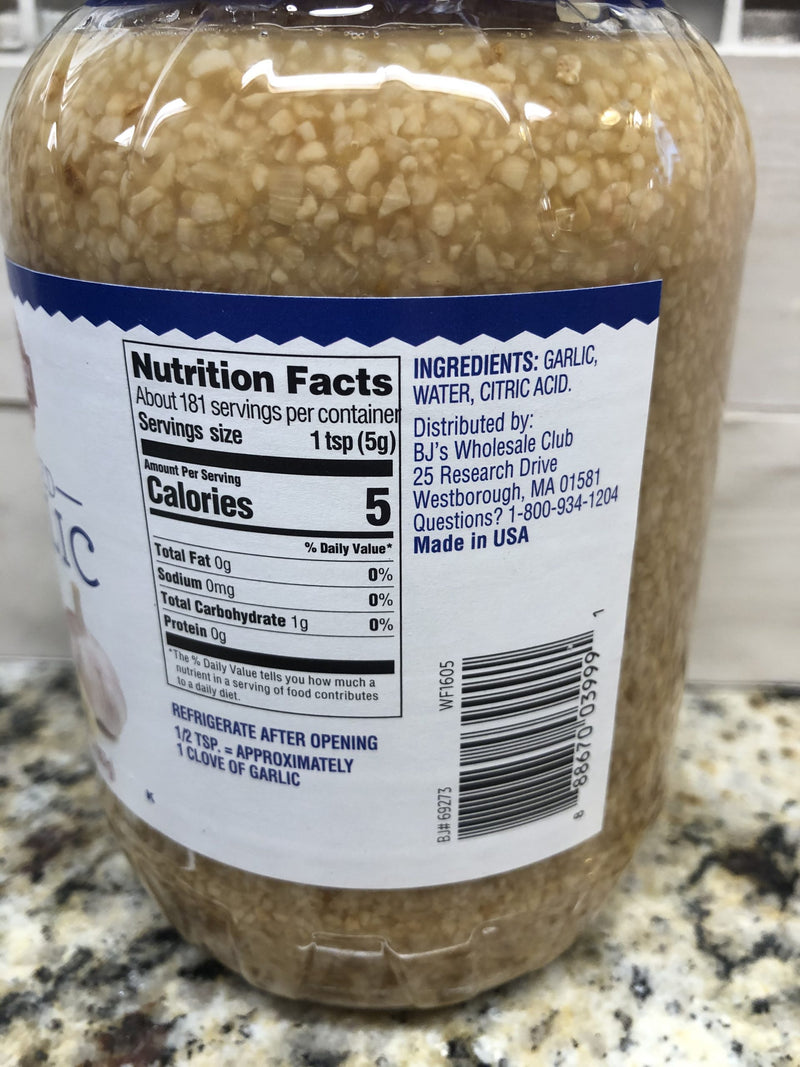 IC
Nutrition Facts
About 181 servings per container
Servings size 1 tsp (5g)
Amount Per Serving
Calories 5
% Daily Value*
Total Fat 0g 0%
Sodium 0mg 0%
Total Carbohydrate 1g 0%
Protein 0g
*The % Daily Value tells you how much a
nutrient in a serving of food contributes
to a daily diet.
REFRIGERATE AFTER OPENING
1/2 TSP. = APPROXIMATELY
1 CLOVE OF GARLIC
K
INGREDIENTS: GARLIC,
WATER, CITRIC ACID.
Distributed by:
BJ's Wholesale Club
25 Research Drive
Westborough, MA 01581
Questions? 1-800-934-1204
Made in USA
WF1605
BJ# 69273
8 88670 03999 1